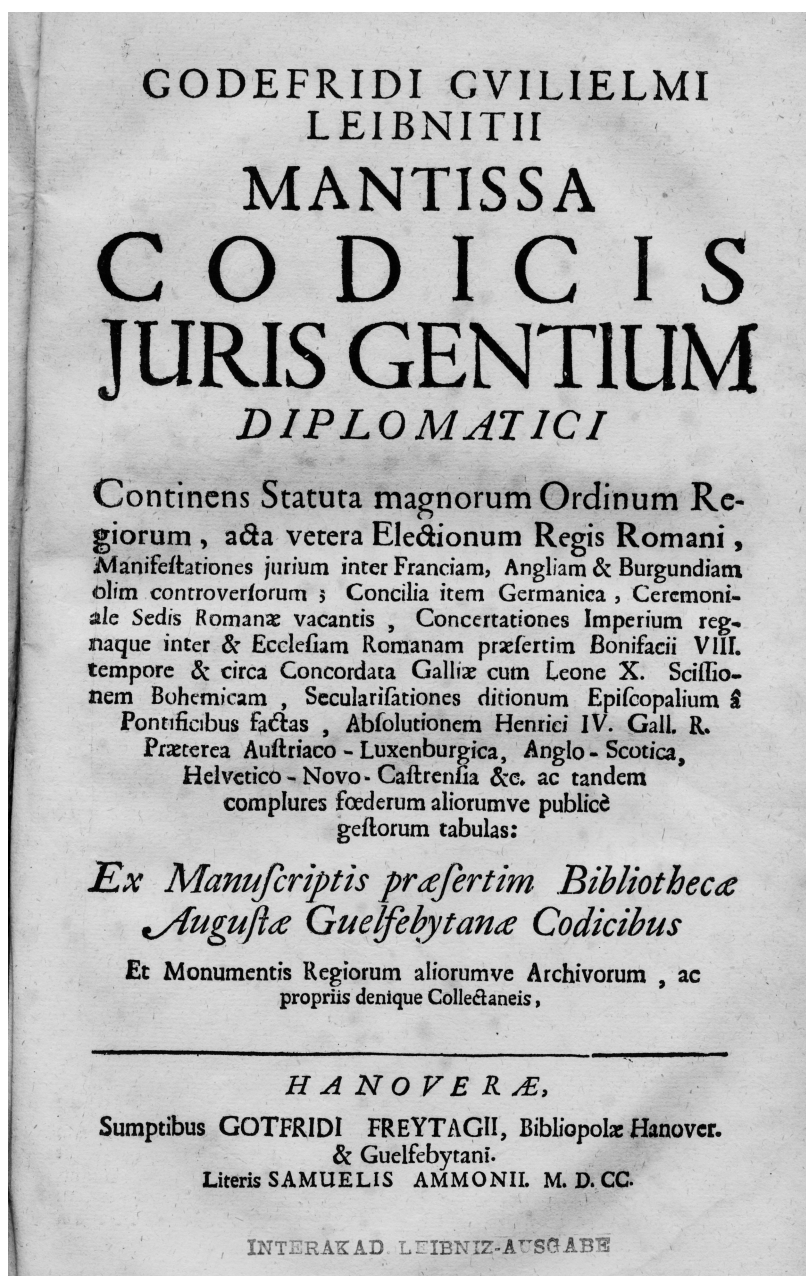 GODEFRIDI GVILIELMI
LEIBNITII
MANTISSA
CODICIS
JURIS GENTIUM
DIPLOMATICI
Continens Statuta magnorum Ordinum Re-
giorum, acta vetera Electionum Regis Romani,
Manifeſtationes jurium inter Franciam, Angliam & Burgundiam
olim controverſorum; Concilia item Germanica, Ceremoni-
ale Sedis Romanæ vacantis, Concertationes Imperium reg-
naque inter & Eccleſiam Romanam præſertim Bonifacii VIII.
tempore & circa Concordata Galliæ cum Leone X. Sciſſio-
nem Bohemicam, Seculariſationes ditionum Epiſcopalium â
Pontificibus factas, Abſolutionem Henrici IV. Gall. R.
Præterea Auſtriaco-Luxenburgica, Anglo-Scotica,
Helvetico-Novo-Caſtrenſia &c. ac tandem
complures fœderum aliorumve publicè
geſtorum tabulas:
Ex Manuſcriptis præſertim Bibliothecæ
Auguſtæ Guelfebytanæ Codicibus
Et Monumentis Regiorum aliorumve Archivorum, ac
propriis denique Collectaneis,
HANOVERÆ,
Sumptibus GOTFRIDI FREYTAGII, Bibliopolæ Hanover.
& Guelfebytani.
Literis SAMUELIS AMMONII. M. D. CC.
INTERAKAD. LEIBNIZ-AUSGABE